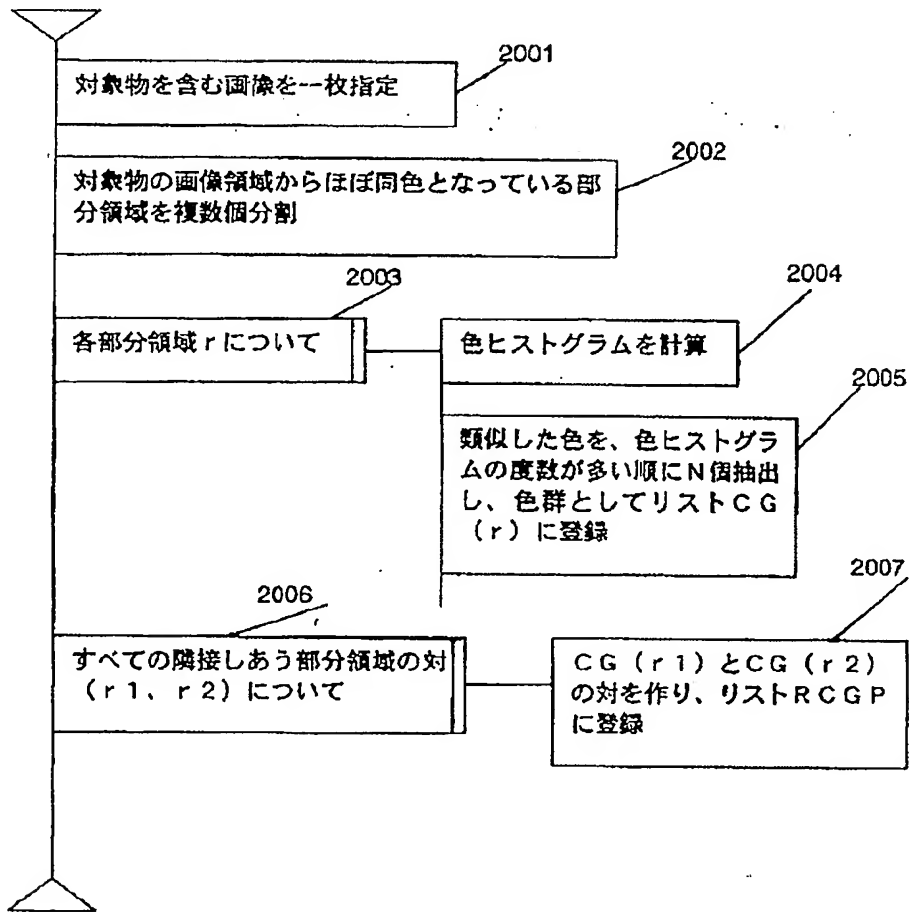 2001
対象物を含む画像を一枚指定
2002
対象物の画像領域からほぼ同色となっている部
分領域を複数個分割
2003
各部分領域ｒについて
2004
色ヒストグラムを計算
2005
類似した色を、色ヒストグラ
ムの度数が多い順にＮ個抽出
し、色群としてリストＣＧ
（ｒ）に登録
2006
すべての隣接しあう部分領域の対
（ｒ１、ｒ２）について
2007
ＣＧ（ｒ１）とＣＧ（ｒ２）
の対を作り、リストＲＣＧＰ
に登録